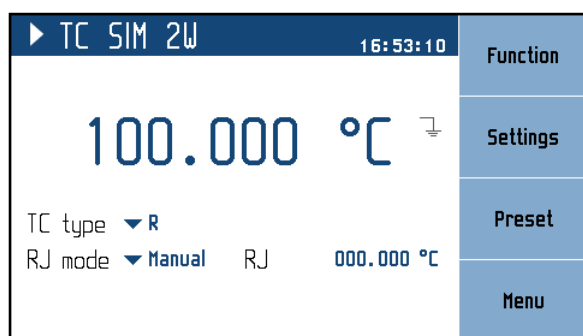 TC SIM 2W 16:53:10
100.000 °C
TC type R
RJ mode Manual RJ 000.000 °C
Function
Settings
Preset
Menu